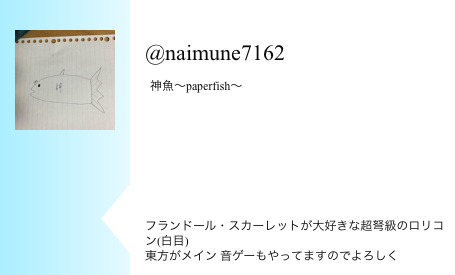 @naimune7162
神魚〜paperfish〜
フランドール・スカーレットが大好きな超弩級のロリコ
ン(白目)
東方がメイン 音ゲーもやってますのでよろしく